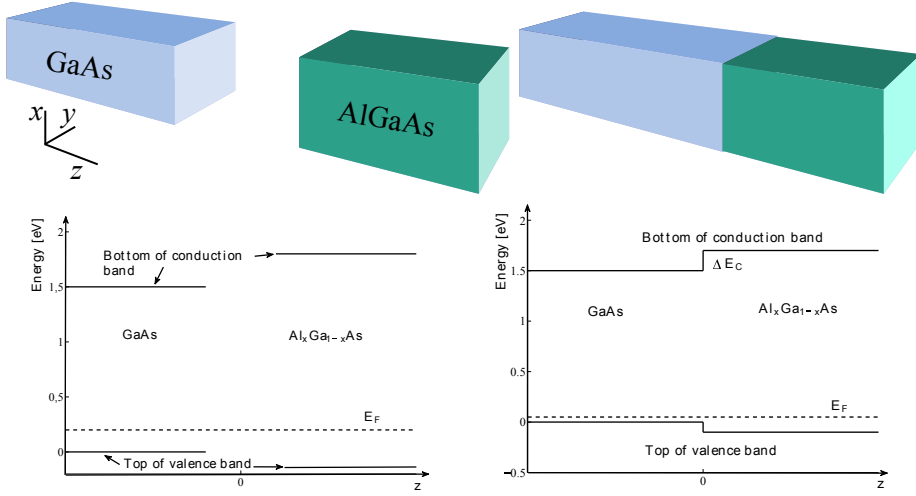 GaAs
AlGaAs
x
y
z
Energy [eV]
2
1,5
1
0,5
0
Bottom of conduction
band
GaAs
AlxGa1−xAs
EF
Top of valence band
0
z
Energy [eV]
2
1.5
1
0.5
0
−0.5
Bottom of conduction band
Δ EC
GaAs
AlxGa1−xAs
EF
Top of valence band
0
z